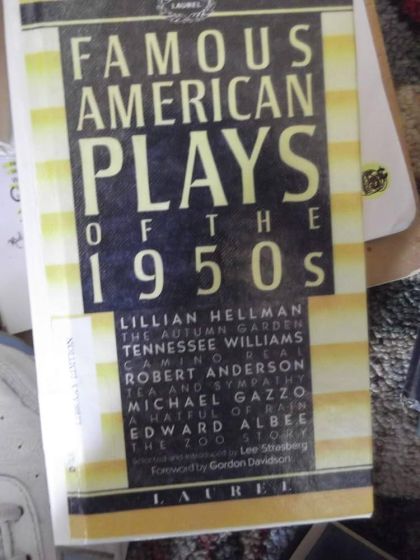 LAUREL
FAMOUS
AMERICAN
PLAYS
OF THE
1950s
LILLIAN HELLMAN
THE AUTUMN GARDEN
TENNESSEE WILLIAMS
CAMINO REAL
ROBERT ANDERSON
TEA AND SYMPATHY
MICHAEL GAZZO
A HATFUL OF RAIN
EDWARD ALBEE
THE ZOO STORY
Selected and introduced by Lee Strasberg
Foreword by Gordon Davidson
LAUREL